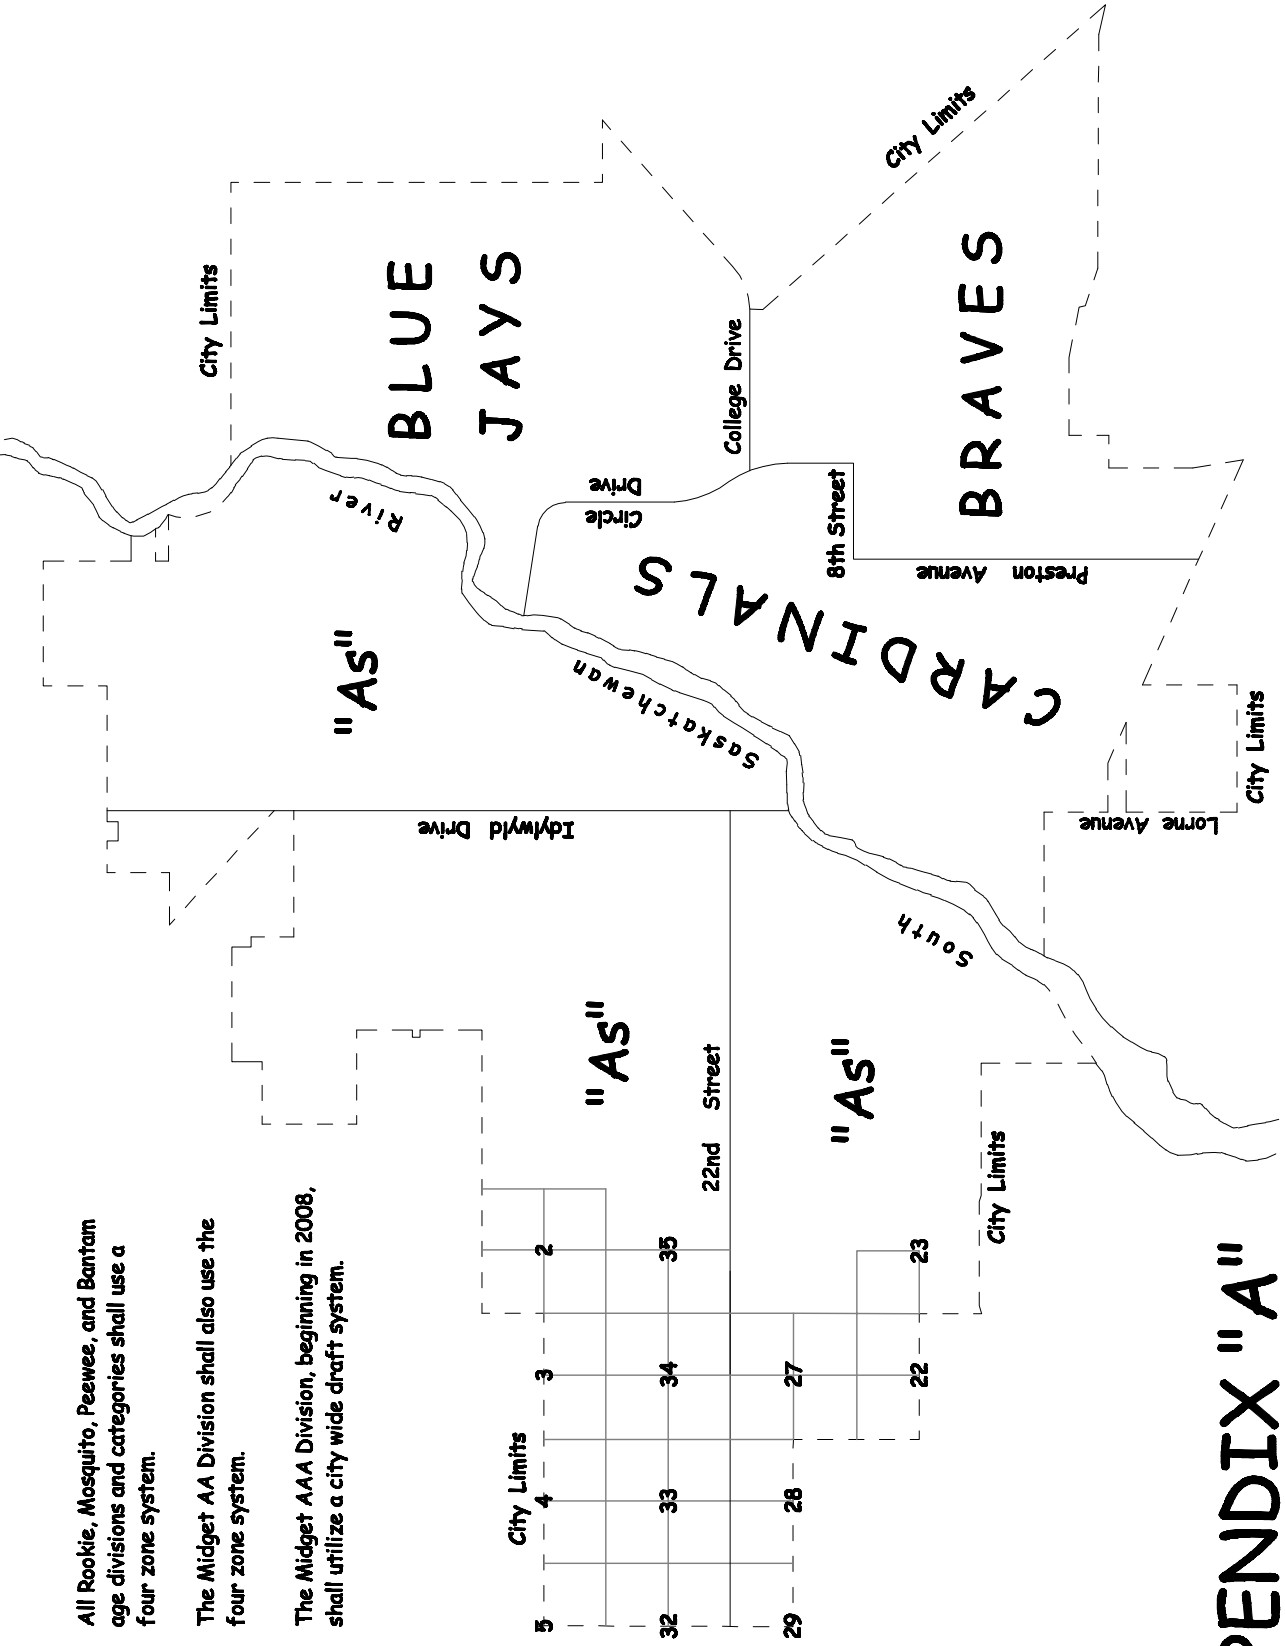 All Rookie, Mosquito, Peewee, and Bantam
age divisions and categories shall use a
four zone system.
The Midget AA Division shall also use the
four zone system.
The Midget AAA Division, beginning in 2008,
shall utilize a city wide draft system.
City Limits
BLUE
JAYS
River
"As"
Circle
Drive
College Drive
City Limits
8th Street
BRAVES
Preston Avenue
CARDINALS
Saskatchewan
Idylwyld Drive
Lorne Avenue
City Limits
South
"As"
22nd Street
"As"
City Limits
City Limits
5
4
3
2
32
33
34
35
29
28
27
22
23
PENDIX "A"